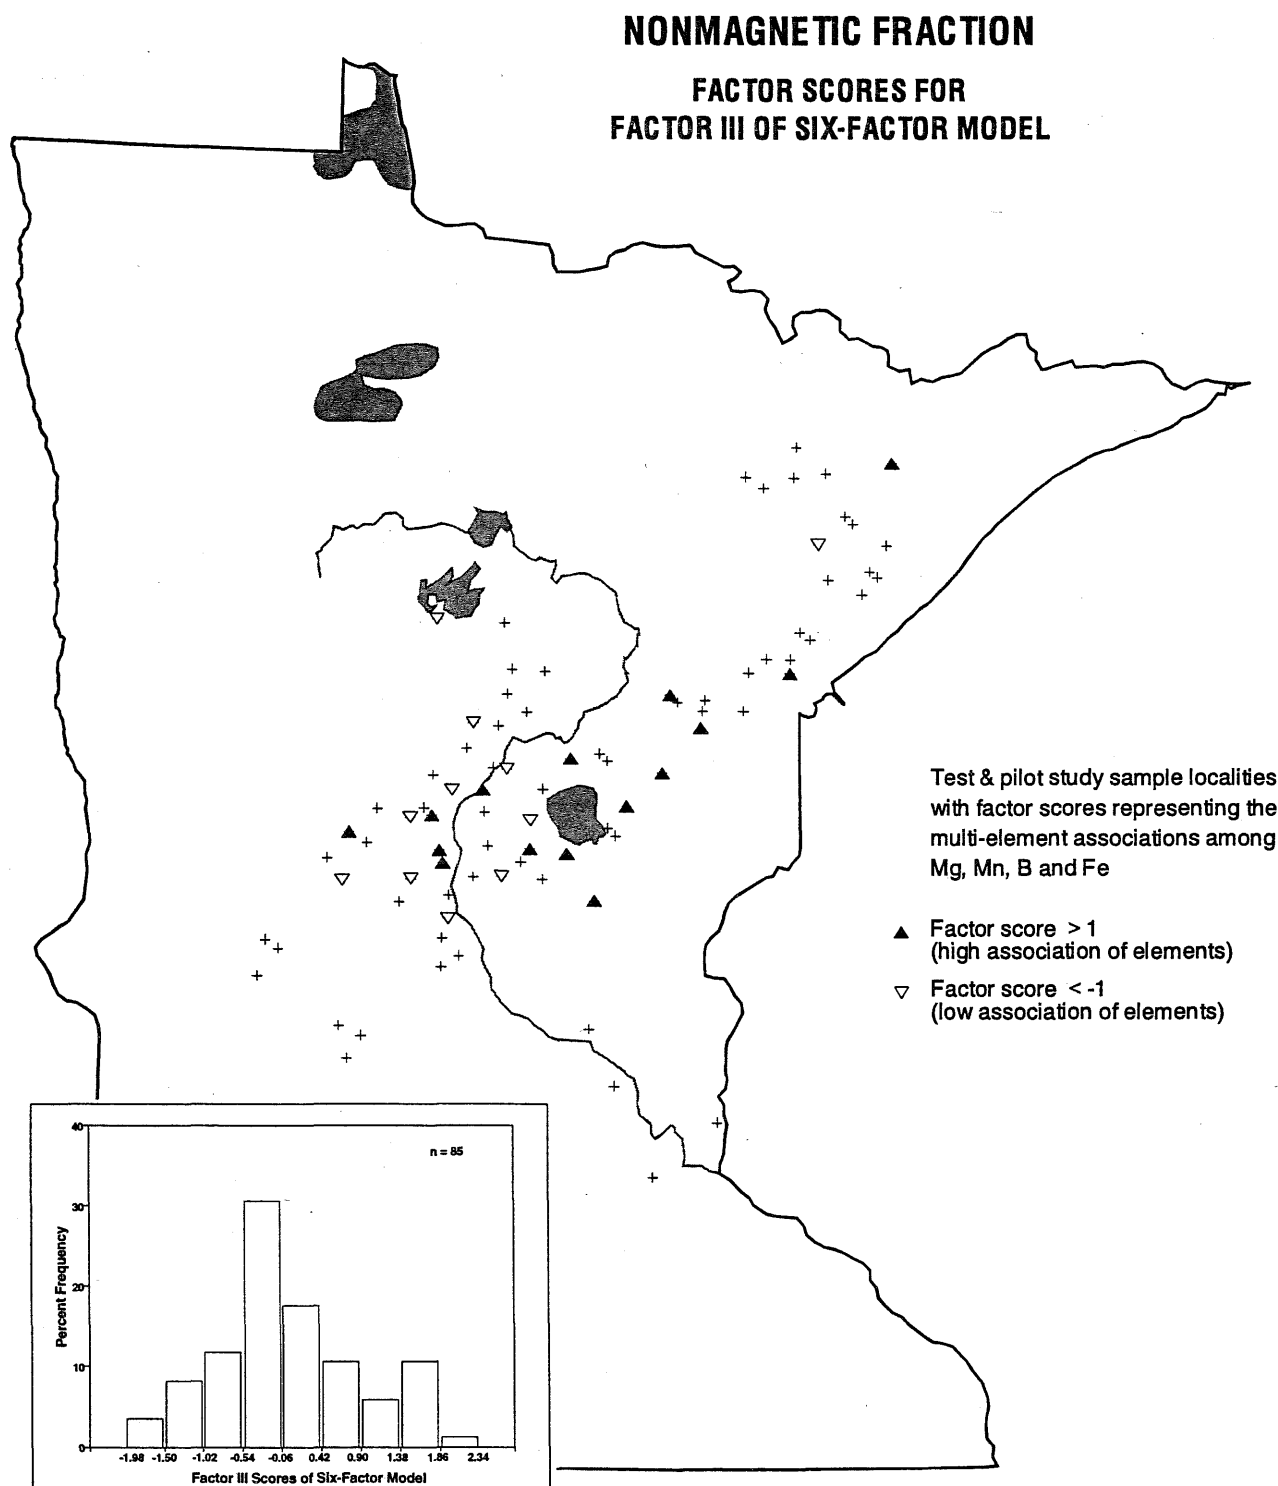 NONMAGNETIC FRACTION
FACTOR SCORES FOR
FACTOR III OF SIX-FACTOR MODEL
Test & pilot study sample localities
with factor scores representing the
multi-element associations among
Mg, Mn, B and Fe
Factor score > 1
(high association of elements)
Factor score < -1
(low association of elements)
n = 85
Percent Frequency
40
30
20
10
0
-1.98 -1.50 -1.02 -0.54 -0.06 0.42 0.90 1.38 1.86 2.34
Factor III Scores of Six-Factor Model